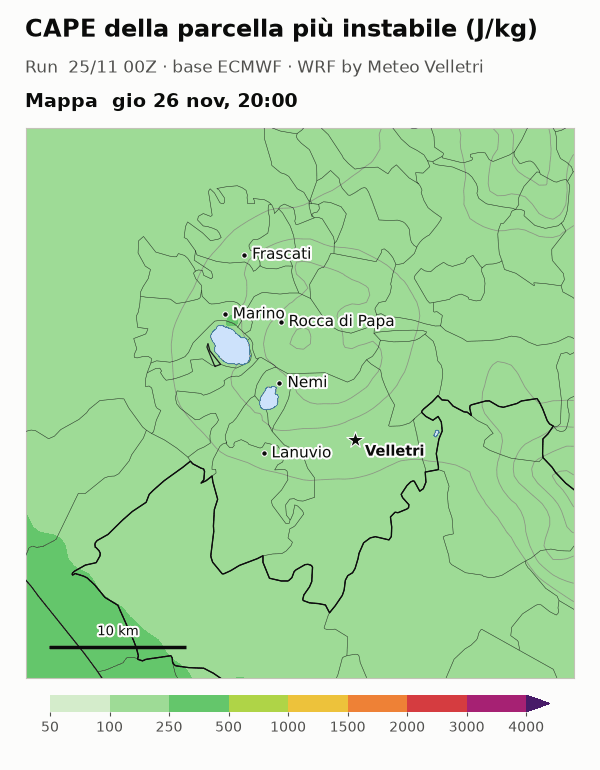 CAPE della parcella più instabile (J/kg)
Run  25/11 00Z · base ECMWF · WRF by Meteo Velletri
Mappa  gio 26 nov, 20:00
Frascati
Marino
Rocca di Papa
Nemi
Velletri
Lanuvio
10 km
50 100 250 500 1000 1500 2000 3000 4000